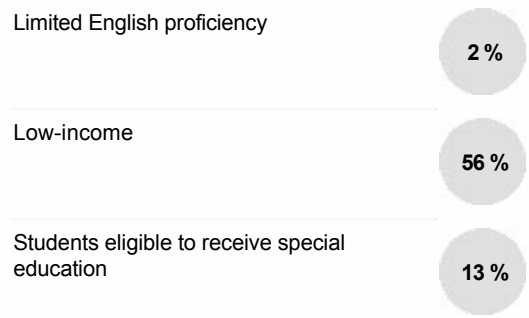 Limited English proficiency
2 %
Low-income
56 %
Students eligible to receive special
education
13 %